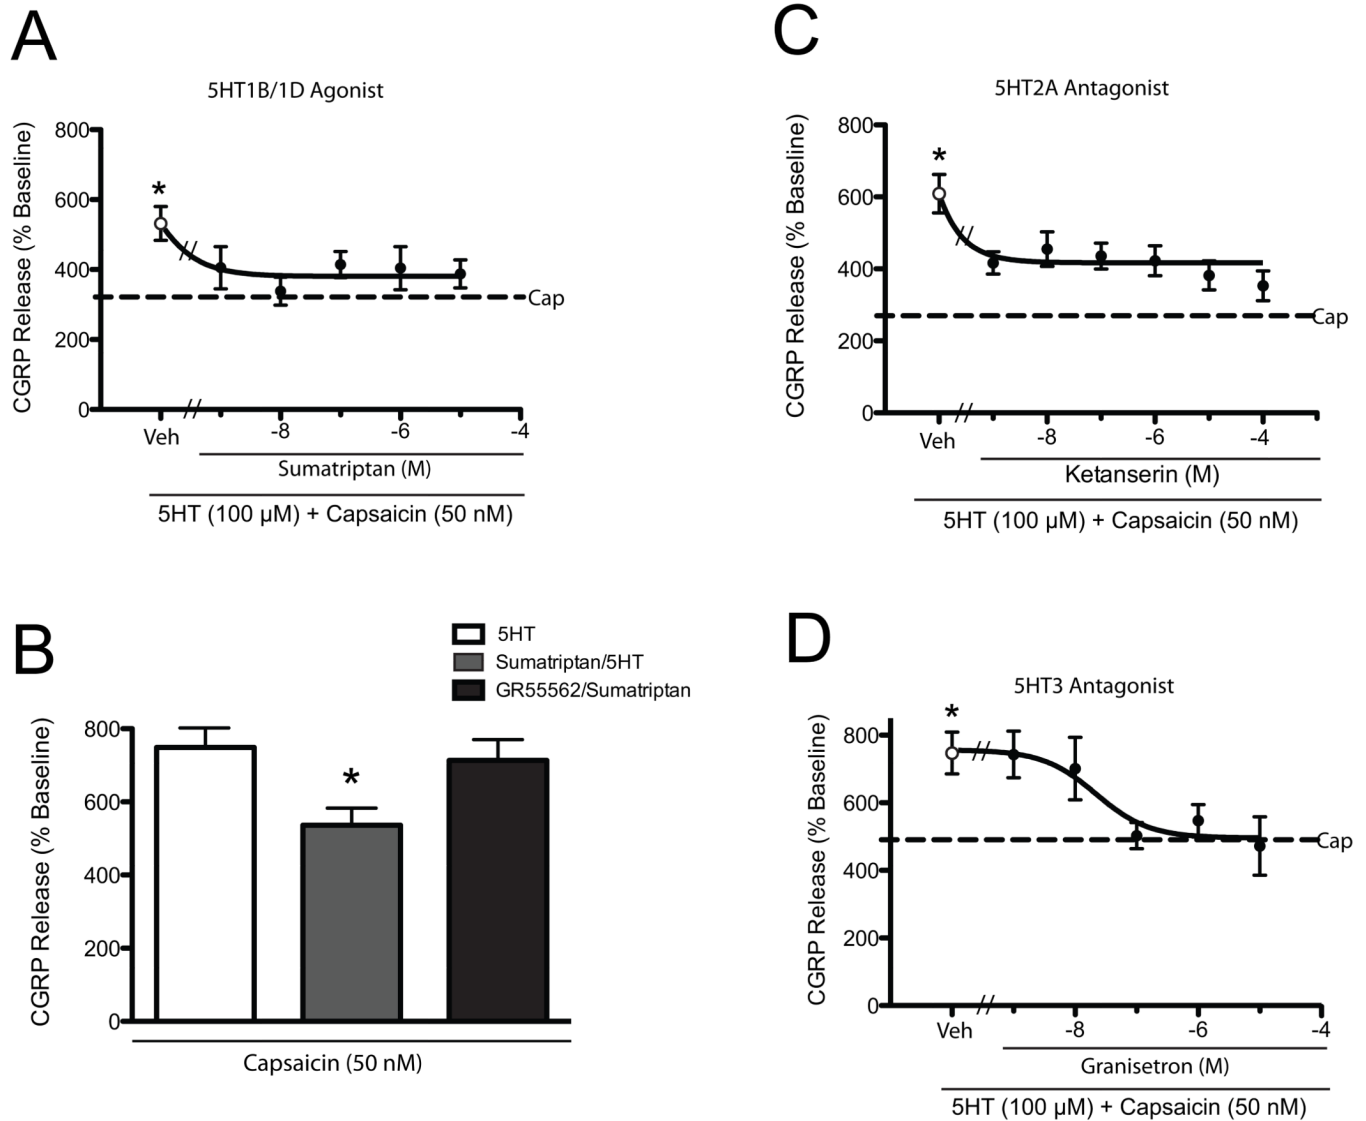 A
5HT1B/1D Agonist
CGRP Release (% Baseline)
800
600
400
200
0
*
Cap
Veh
-8
-6
-4
Sumatriptan (M)
5HT (100 µM) + Capsaicin (50 nM)
B
5HT
Sumatriptan/5HT
GR55562/Sumatriptan
CGRP Release (% Baseline)
800
600
400
200
0
*
Capsaicin (50 nM)
C
5HT2A Antagonist
CGRP Release (% Baseline)
800
600
400
200
0
*
Cap
Veh
-8
-6
-4
Ketanserin (M)
5HT (100 µM) + Capsaicin (50 nM)
D
5HT3 Antagonist
CGRP Release (% Baseline)
800
600
400
200
0
*
Cap
Veh
-8
-6
-4
Granisetron (M)
5HT (100 µM) + Capsaicin (50 nM)